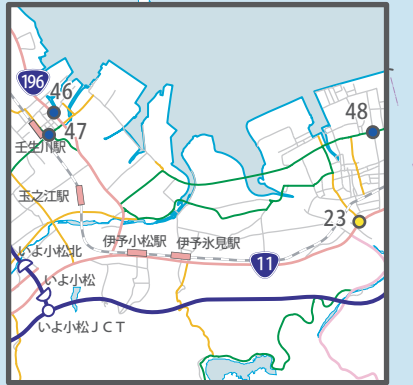 196
46
48
47
壬生川駅
玉之江駅
23
伊予小松駅
伊予氷見駅
いよ小松北
11
いよ小松
いよ小松ＪＣＴ